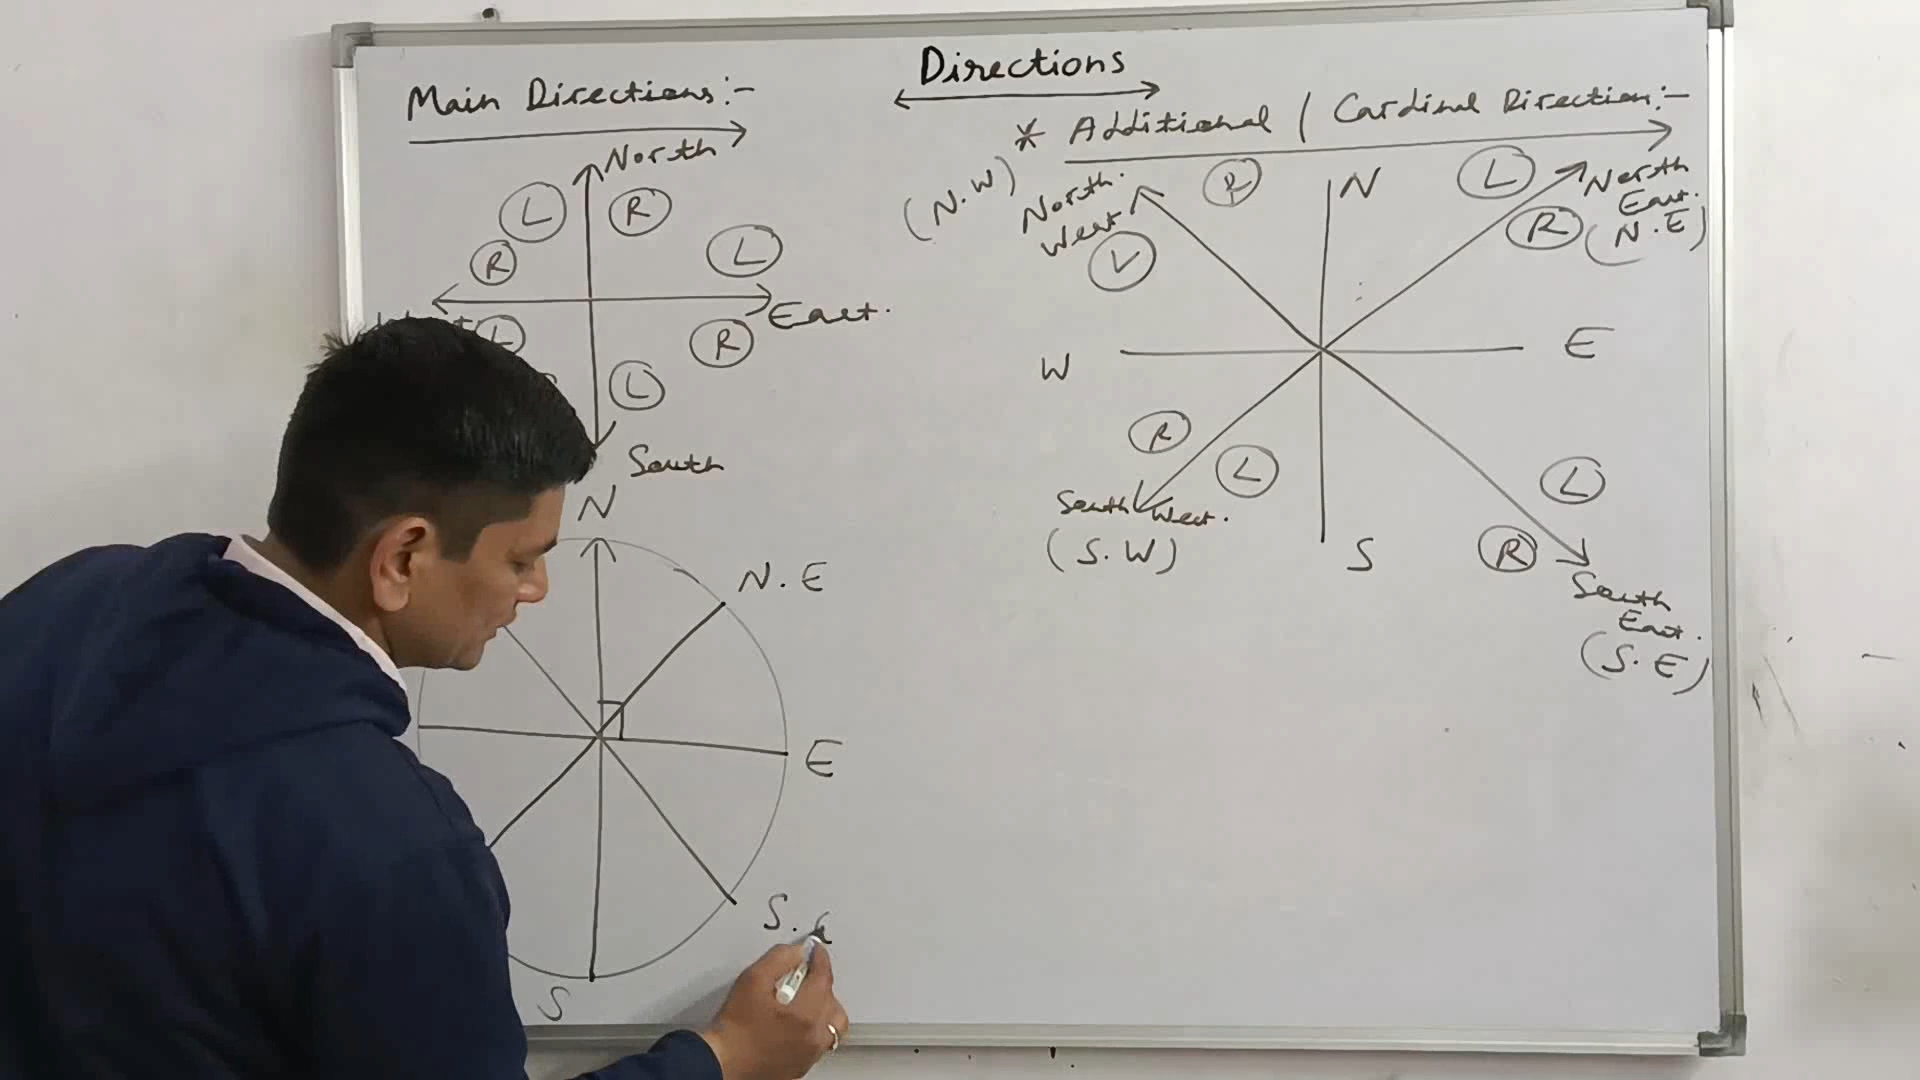 Directions
Main Directions:-
North
L R
R L
East.
L R
L
South
N
N.E
E
S.
S
* Additional / Cardinal Direction:-
(N.W)
North.
West
R N L
North
East.
(N.E)
R
L
W E
R L
South West.
(S.W)
S
L
R
South
East.
(S.E)